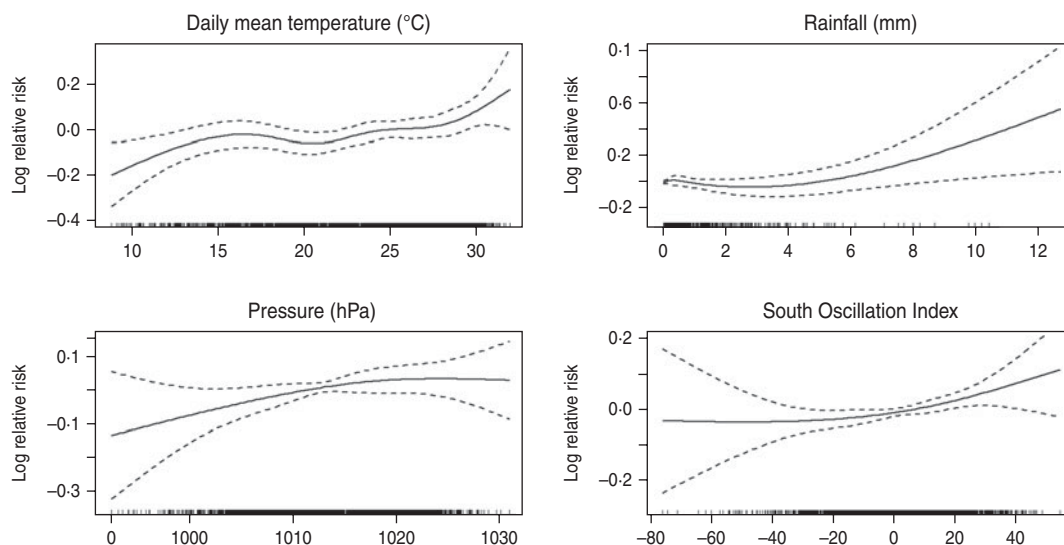 Daily mean temperature (°C)
Log relative risk
0·2
0.0
−0.2
−0.4
10 15 20 25 30
Rainfall (mm)
Log relative risk
0·1
0·6
0·2
−0.2
0 2 4 6 8 10 12
Pressure (hPa)
Log relative risk
0·1
−0.1
−0·3
0 1000 1010 1020 1030
South Oscillation Index
Log relative risk
0·2
0·0
−0·2
−80 −60 −40 −20 0 20 40